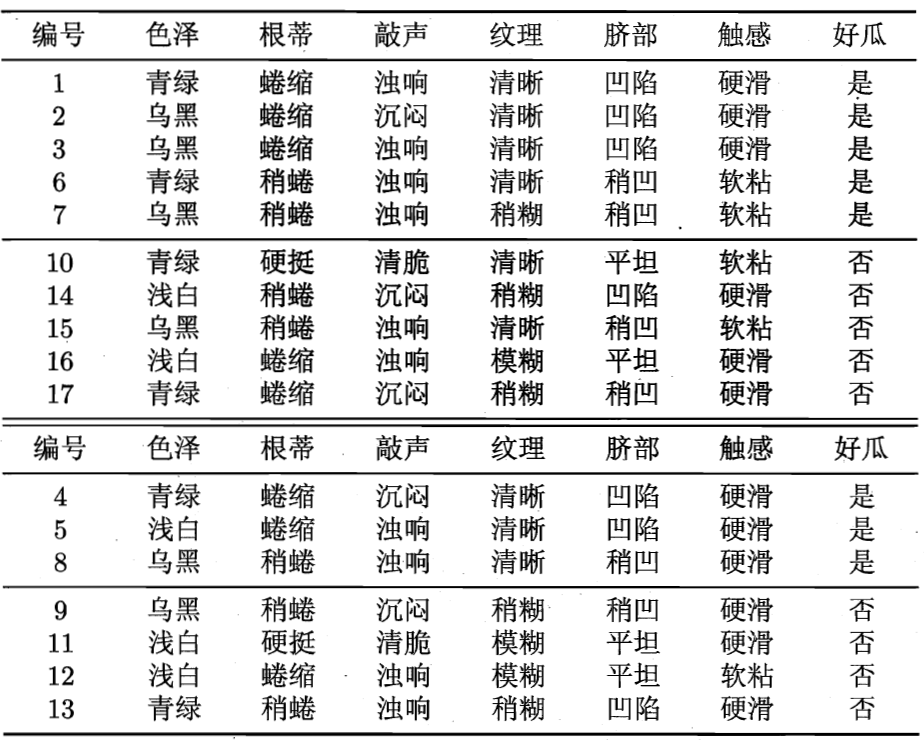 编号 色泽 根蒂 敲声 纹理 脐部 触感 好瓜
1 青绿 蜷缩 浊响 清晰 凹陷 硬滑 是
2 乌黑 蜷缩 沉闷 清晰 凹陷 硬滑 是
3 乌黑 蜷缩 浊响 清晰 凹陷 硬滑 是
6 青绿 稍蜷 浊响 清晰 稍凹 软粘 是
7 乌黑 稍蜷 浊响 稍糊 稍凹 软粘 是
10 青绿 硬挺 清脆 清晰 平坦 软粘 否
14 浅白 稍蜷 沉闷 稍糊 凹陷 硬滑 否
15 乌黑 稍蜷 浊响 清晰 稍凹 软粘 否
16 浅白 蜷缩 浊响 模糊 平坦 硬滑 否
17 青绿 蜷缩 沉闷 稍糊 稍凹 硬滑 否
编号 色泽 根蒂 敲声 纹理 脐部 触感 好瓜
4 青绿 蜷缩 沉闷 清晰 凹陷 硬滑 是
5 浅白 蜷缩 浊响 清晰 凹陷 硬滑 是
8 乌黑 稍蜷 浊响 清晰 稍凹 硬滑 是
9 乌黑 稍蜷 沉闷 稍糊 稍凹 硬滑 否
11 浅白 硬挺 清脆 模糊 平坦 硬滑 否
12 浅白 蜷缩 浊响 模糊 平坦 软粘 否
13 青绿 稍蜷 浊响 稍糊 凹陷 硬滑 否